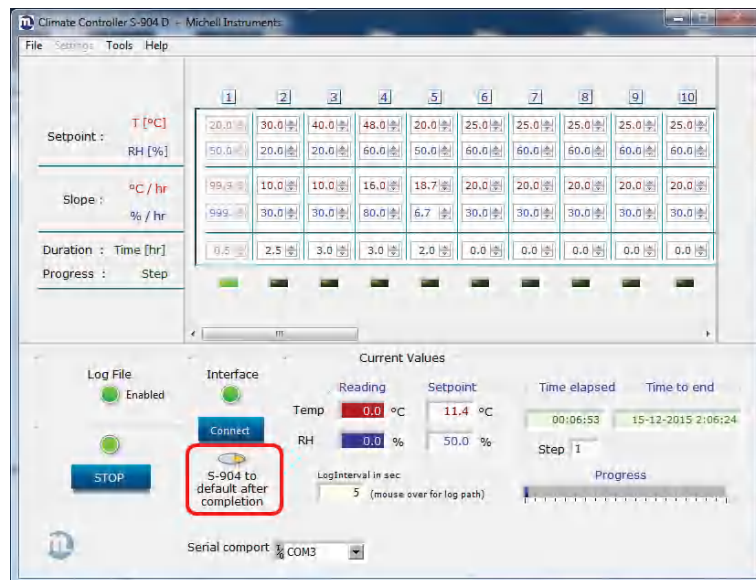 Climate Controller S-904 D - Michell Instruments
File Settings Tools Help
1 2 3 4 5 6 7 8 9 10
Setpoint : T [°C] 20.0 30.0 40.0 48.0 20.0 25.0 25.0 25.0 25.0 25.0
RH [%] 50.0 20.0 20.0 60.0 50.0 60.0 60.0 60.0 60.0 60.0
Slope : °C / hr 99.9 10.0 10.0 16.0 18.7 20.0 20.0 20.0 20.0 20.0
% / hr 999. 30.0 30.0 80.0 6.7 30.0 30.0 30.0 30.0 30.0
Duration : Time [hr] 0.5 2.5 3.0 3.0 2.0 0.0 0.0 0.0 0.0 0.0
Progress : Step
Current Values
Log File
Enabled
STOP
Interface
Connect
S-904 to
default after
completion
Reading Setpoint
Temp 0.0 °C 11.4 °C
RH 0.0 % 50.0 %
LogInterval in sec
5 (mouse over for log path)
Time elapsed Time to end
00:06:53 15-12-2015 2:06:24
Step 1
Progress
Serial comport COM3